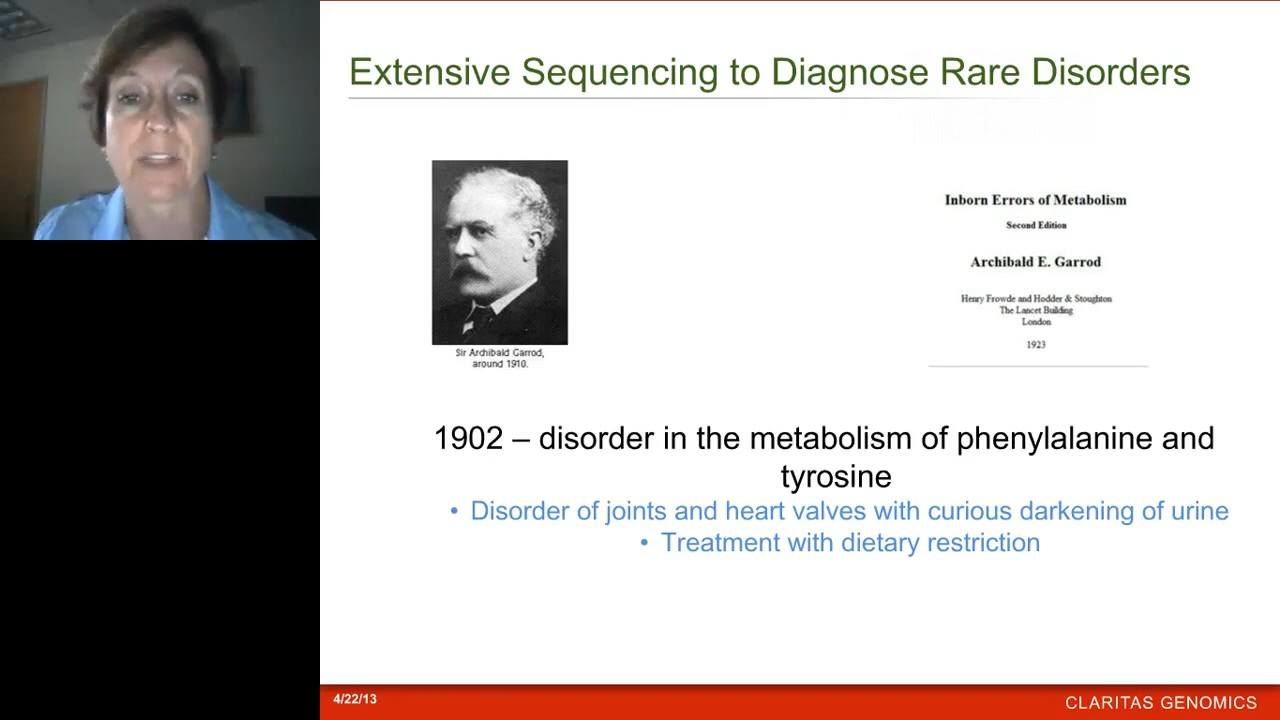 Extensive Sequencing to Diagnose Rare Disorders
Sir Archibald Garrod,
around 1910.
Inborn Errors of Metabolism
Second Edition
Archibald E. Garrod
Henry Frowde and Hodder & Stoughton
The Lancet Building
London
1923
1902 – disorder in the metabolism of phenylalanine and
tyrosine
• Disorder of joints and heart valves with curious darkening of urine
• Treatment with dietary restriction
4/22/13
CLARITAS GENOMICS